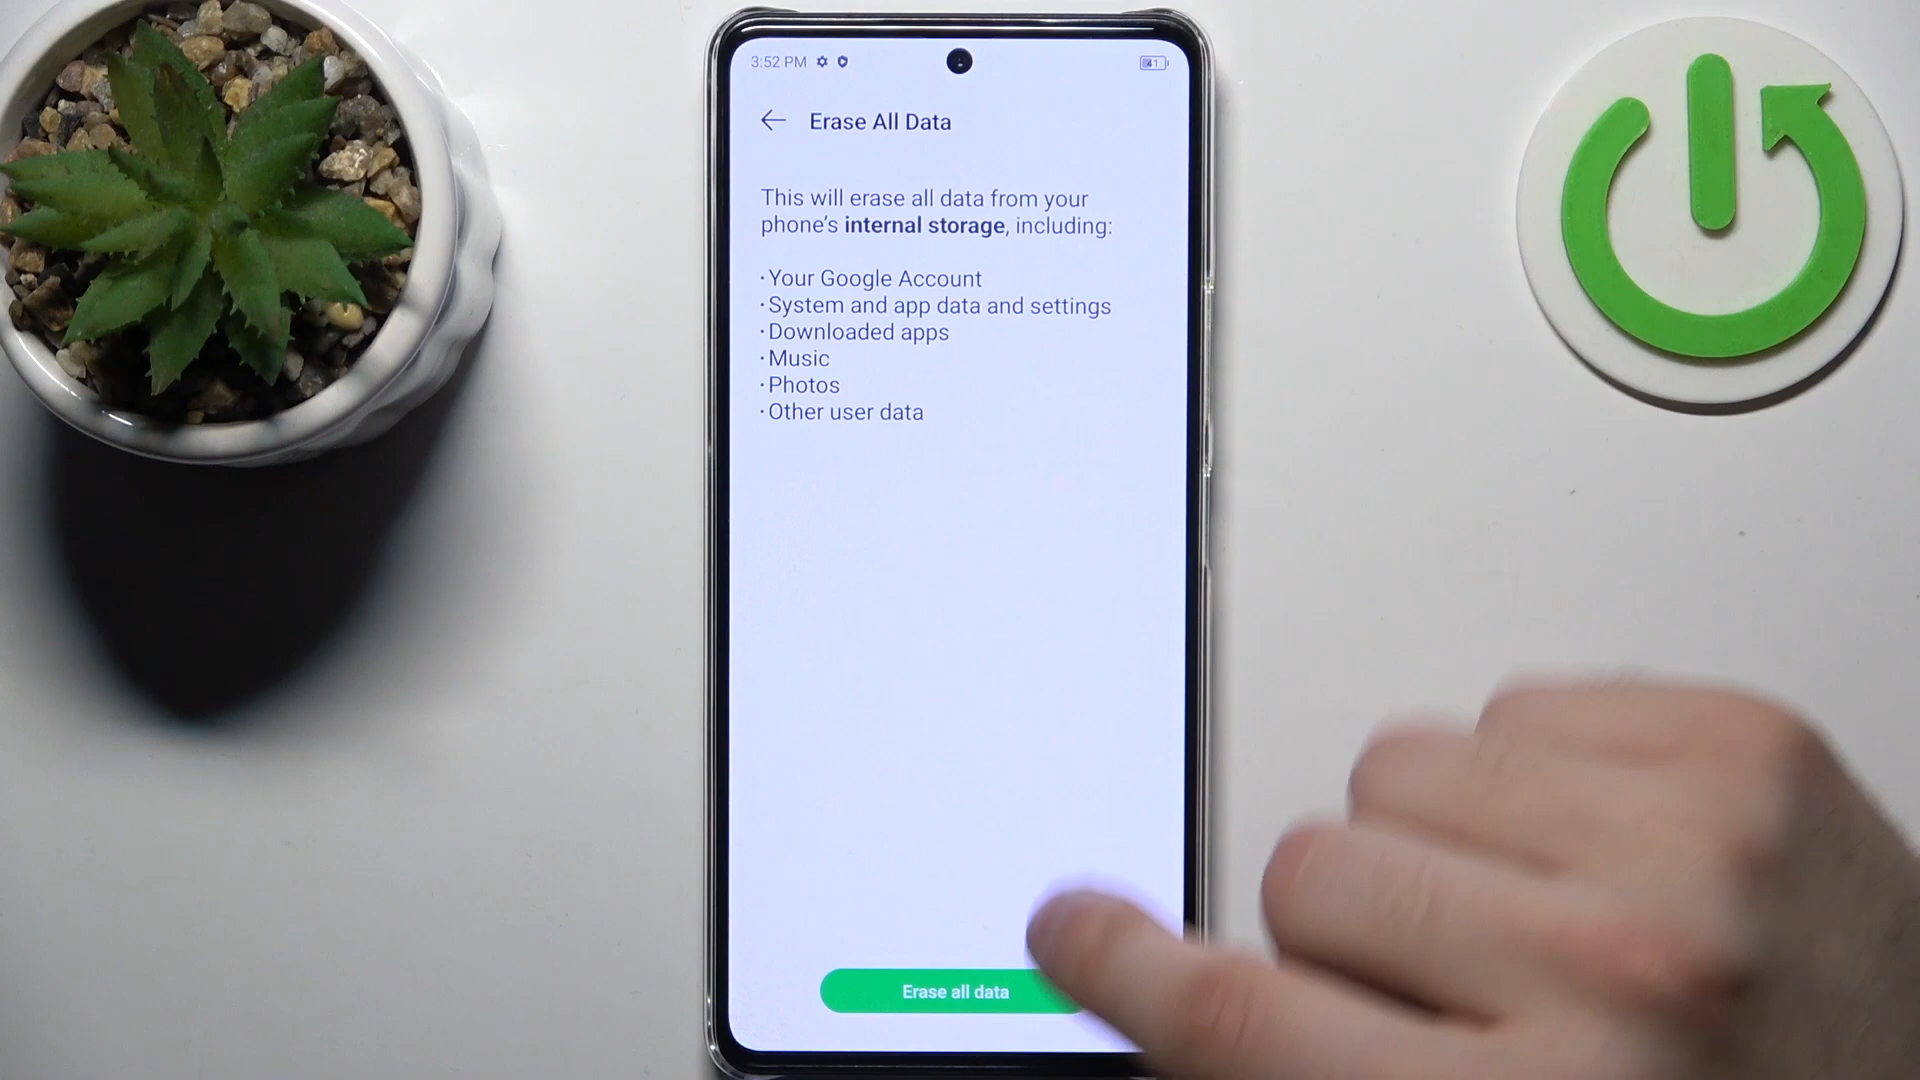 3:52 PM
41
Erase All Data
This will erase all data from your
phone's internal storage, including:
·Your Google Account
·System and app data and settings
·Downloaded apps
·Music
·Photos
·Other user data
Erase all data